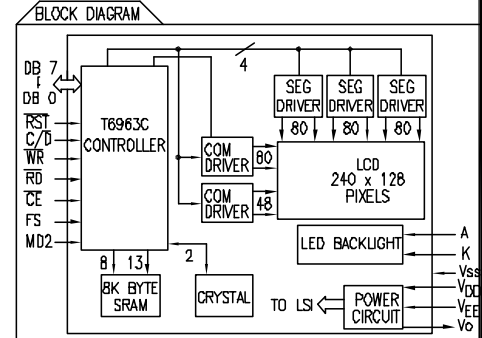 BLOCK DIAGRAM
4
DB 7
DB 0
RST
C/D
WR
RD
CE
FS
MD2
T6963C
CONTROLLER
SEG
DRIVER
SEG
DRIVER
SEG
DRIVER
80
80
80
COM
DRIVER
80
COM
DRIVER
48
LCD
240 x 128
PIXELS
LED BACKLIGHT
A
K
Vss
VDD
VEE
Vo
8
13
2
8K BYTE
SRAM
CRYSTAL
TO LSI
POWER
CIRCUIT